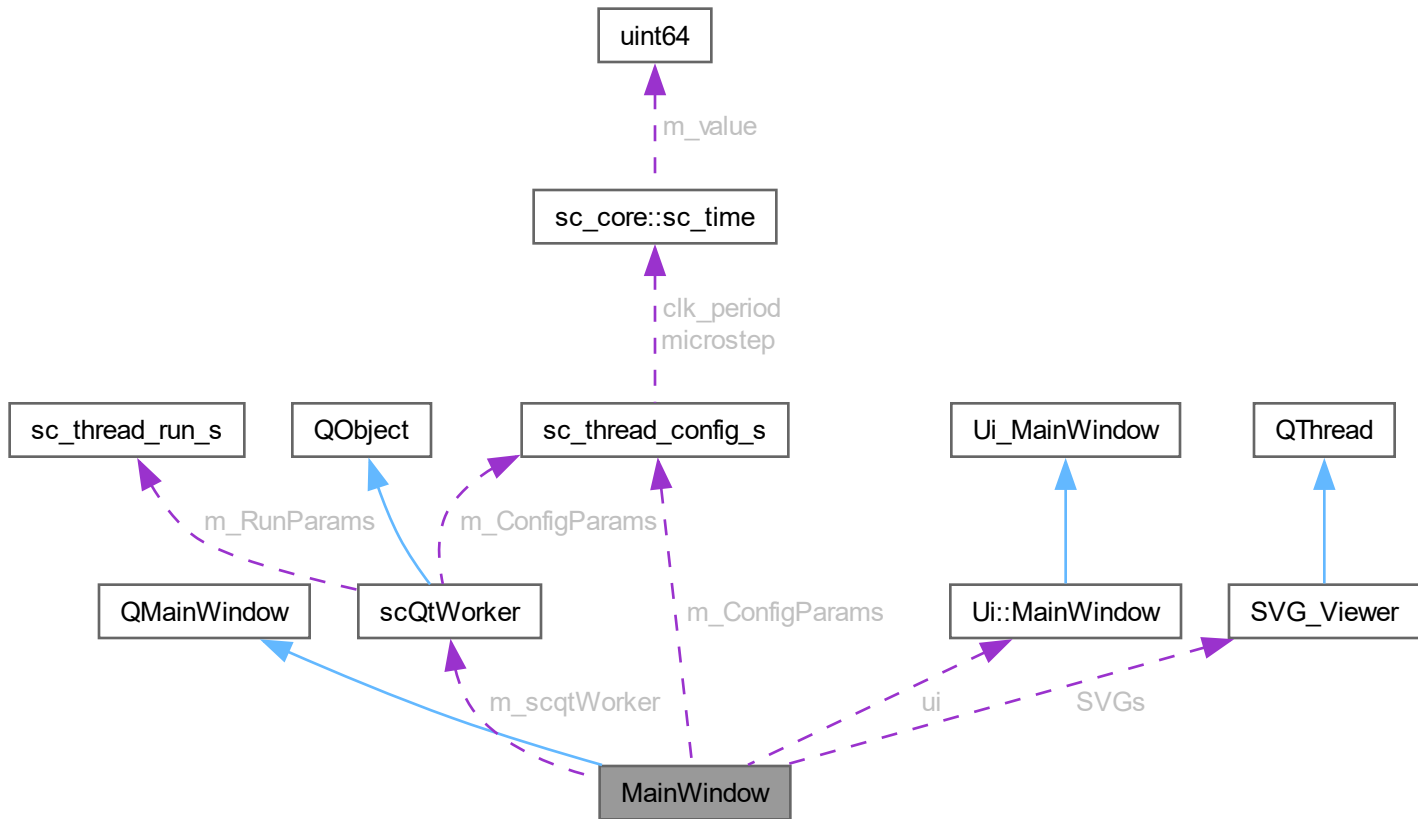 uint64
m_value
sc_core::sc_time
clk_period
microstep
sc_thread_run_s
QObject
sc_thread_config_s
Ui_MainWindow
QThread
m_RunParams
m_ConfigParams
QMainWindow
scQtWorker
m_ConfigParams
Ui::MainWindow
SVG_Viewer
m_scqtWorker
ui
SVGs
MainWindow